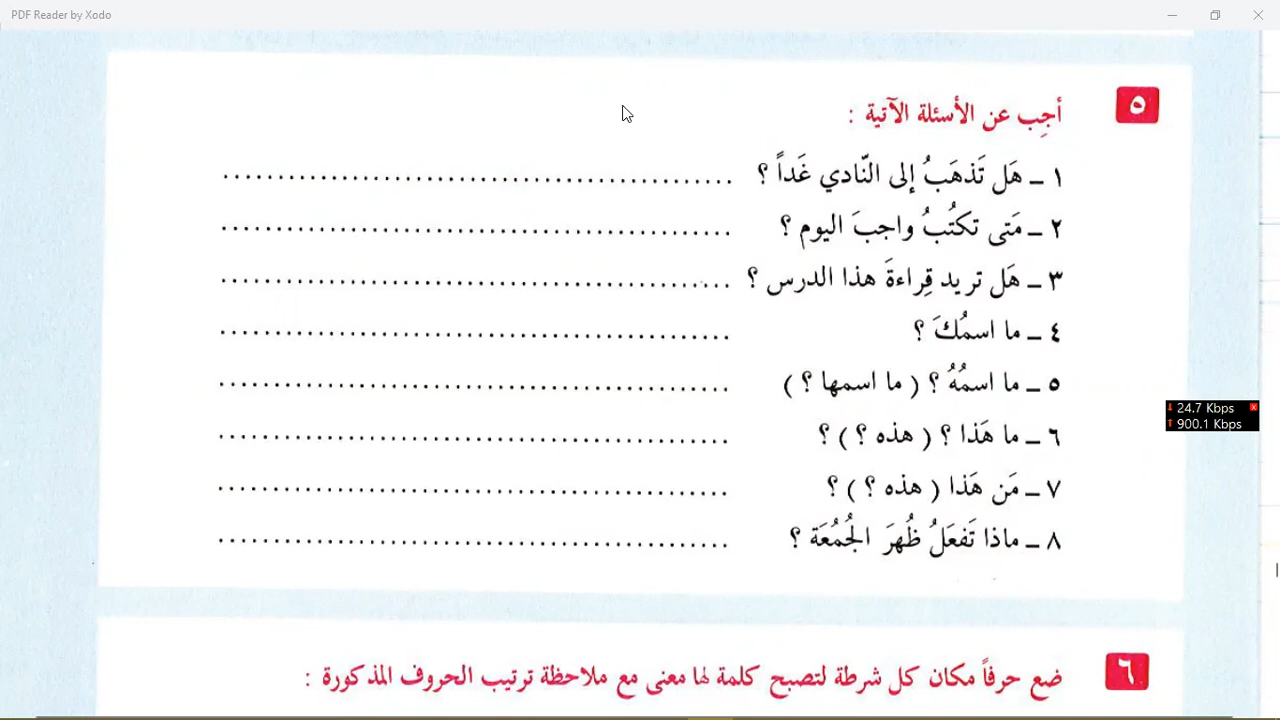 PDF Reader by Xodo
٥ أجِب عن الأسئلة الآتية :
١ ـ هَل تَذهَبُ إلى النّادي غَداً ؟ ................................................
٢ ـ مَتى تكتُبُ واجبَ اليوم ؟ ................................................
٣ ـ هَل تريد قِراءةَ هذا الدرس ؟ ................................................
٤ ـ ما اسمُكَ ؟ ................................................
٥ ـ ما اسمُهُ ؟ ( ما اسمها ؟ ) ................................................
٦ ـ ما هَذا ؟ ( هذه ؟ ) ؟ ................................................
٧ ـ مَن هَذا ( هذه ؟ ) ؟ ................................................
٨ ـ ماذا تَفعَلُ ظُهرَ الجُمُعَة ؟ ................................................
24.7 Kbps
900.1 Kbps
٦ ضع حرفاً مكان كل شرطة لتصبح كلمة لها معنى مع ملاحظة ترتيب الحروف المذكورة :